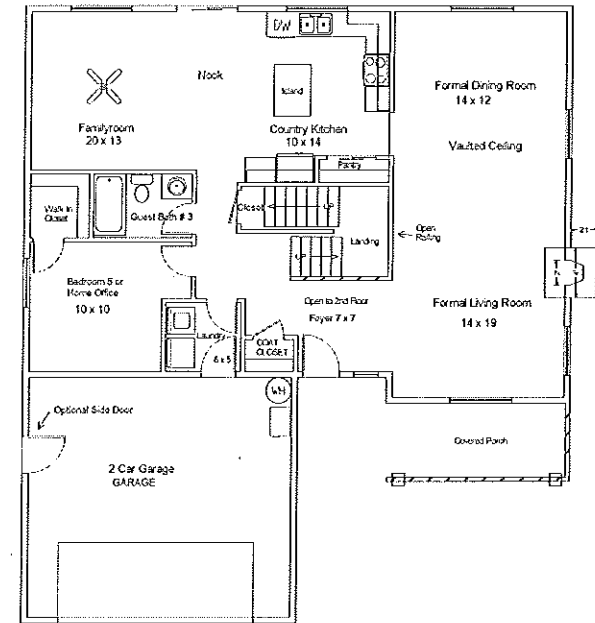 DW
Nook
Island
Familyroom
20 x 13
Country Kitchen
10 x 14
Pantry
Formal Dining Room
14 x 12
Vaulted Ceiling
Walk In
Closet
Guest Bath # 3
Closet
Landing
Open
Railing
21
Bedroom 5 or
Home Office
10 x 10
Open to 2nd Floor
Foyer 7 x 7
Formal Living Room
14 x 19
Laundry
6 x 5
COAT
CLOSET
WH
Optional Side Door
2 Car Garage
GARAGE
Covered Porch